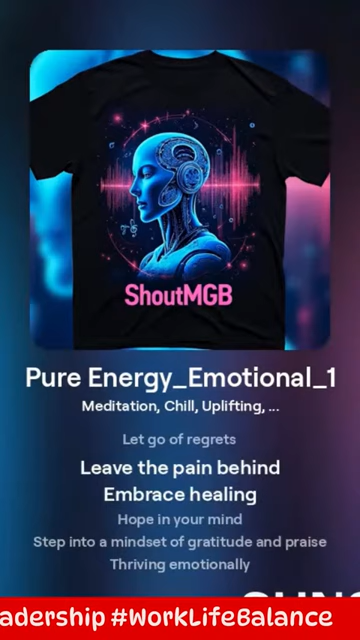 ShoutMGB
Pure Energy_Emotional_1
Meditation, Chill, Uplifting, ...
Let go of regrets
Leave the pain behind
Embrace healing
Hope in your mind
Step into a mindset of gratitude and praise
Thriving emotionally
adership #WorkLifeBalance